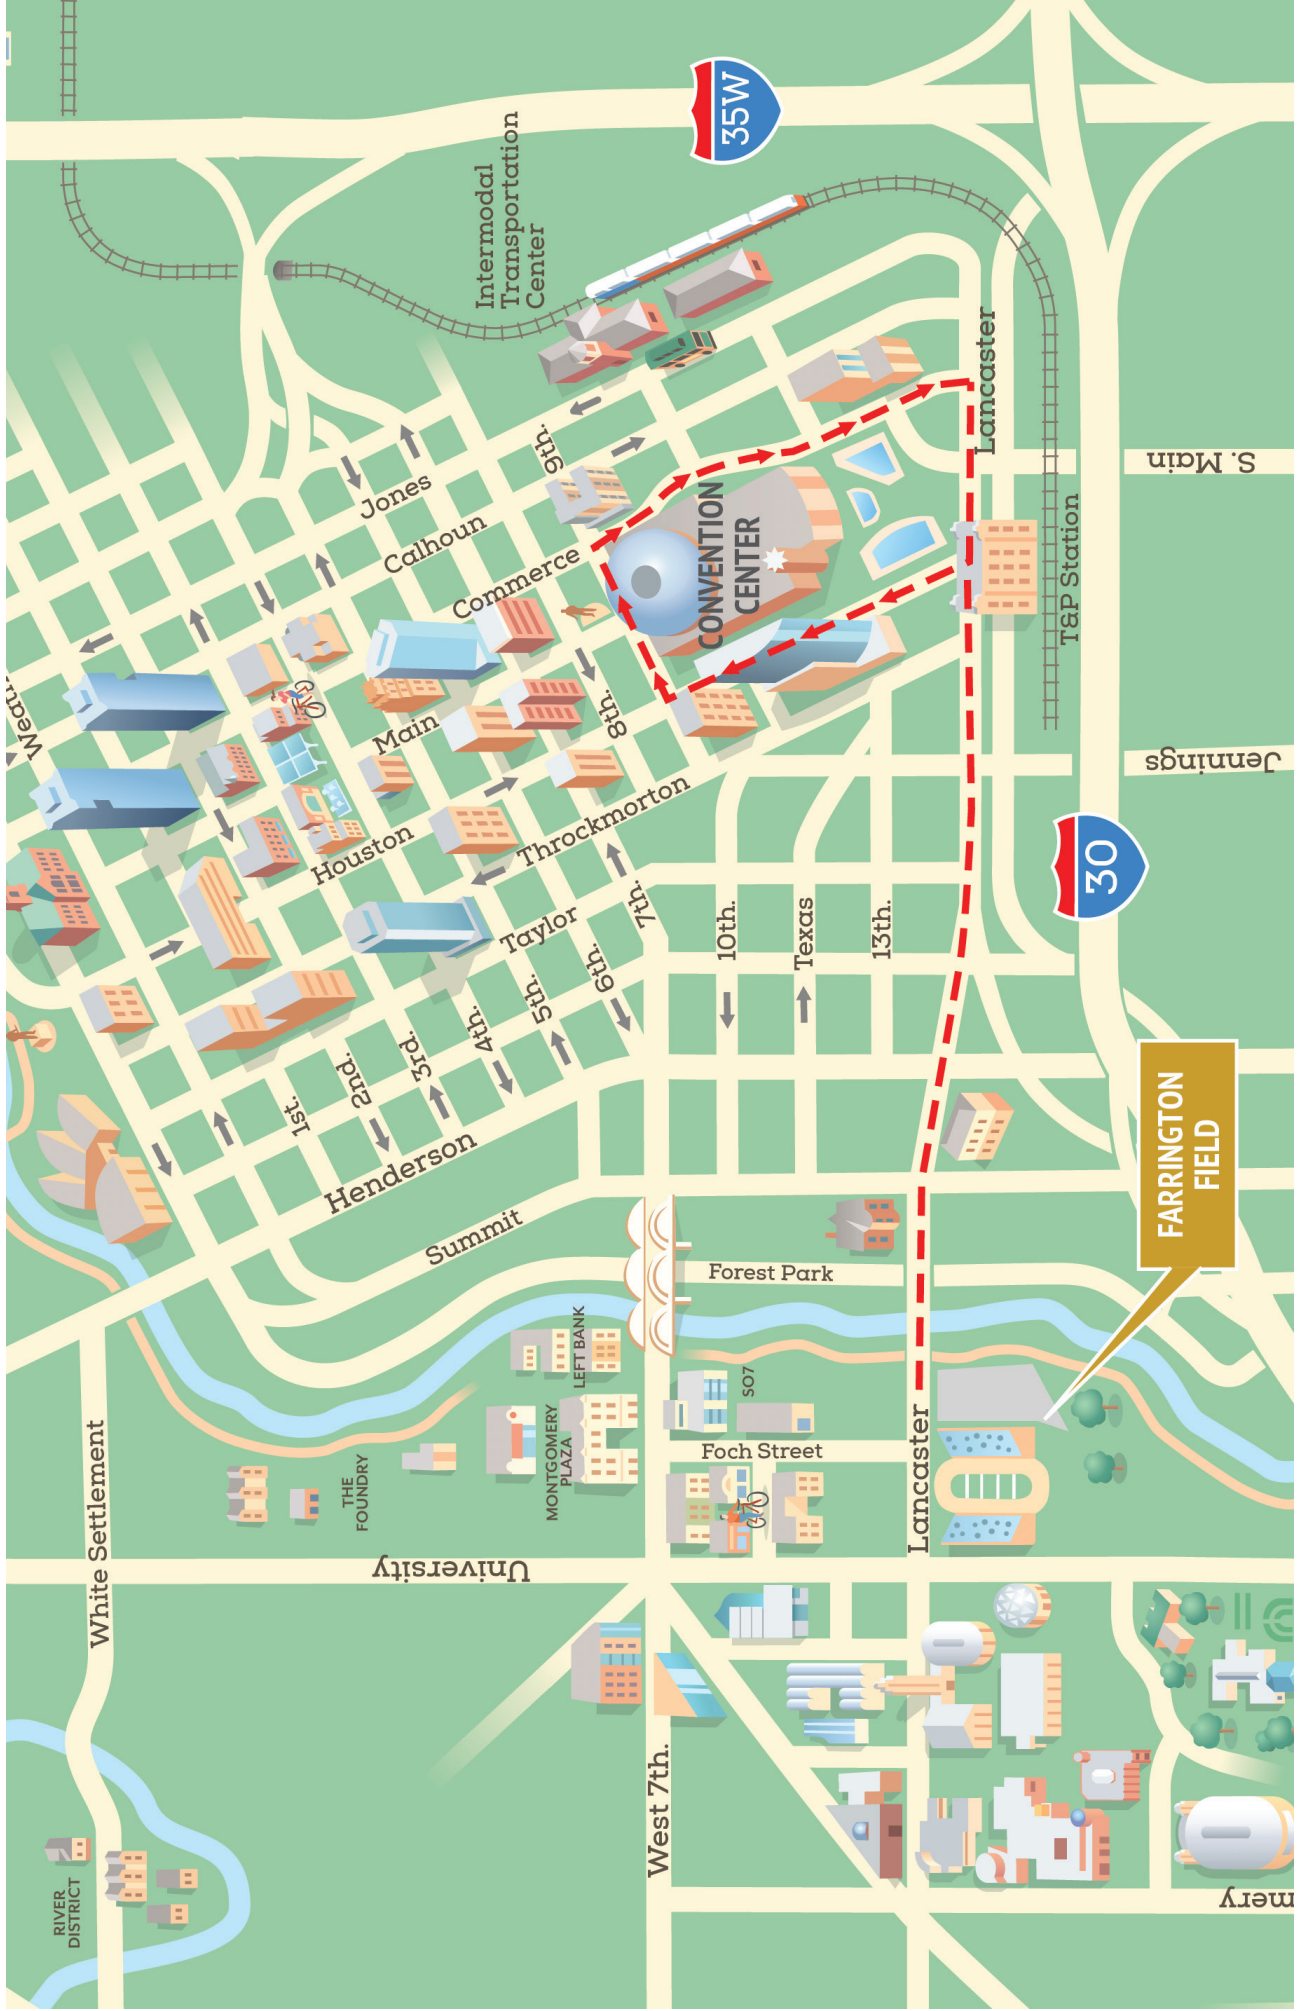 35W
Intermodal
Transportation
Center
Lancaster
S. Main
T&P Station
Jennings
30
CONVENTION
CENTER
9th.
Jones
Calhoun
Commerce
8th.
Main
Houston
Throckmorton
Taylor
7th.
6th.
5th.
4th.
3rd.
2nd.
1st.
10th.
Texas
13th.
Henderson
Summit
Forest Park
FARRINGTON
FIELD
LEFT BANK
SO7
MONTGOMERY
PLAZA
Foch Street
Lancaster
THE
FOUNDRY
White Settlement
University
West 7th.
RIVER
DISTRICT